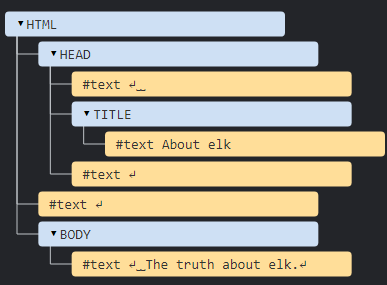 ▾HTML
▾HEAD
#text ↵␣
▾TITLE
#text About elk
#text ↵
#text ↵
▾BODY
#text ↵␣The truth about elk.↵